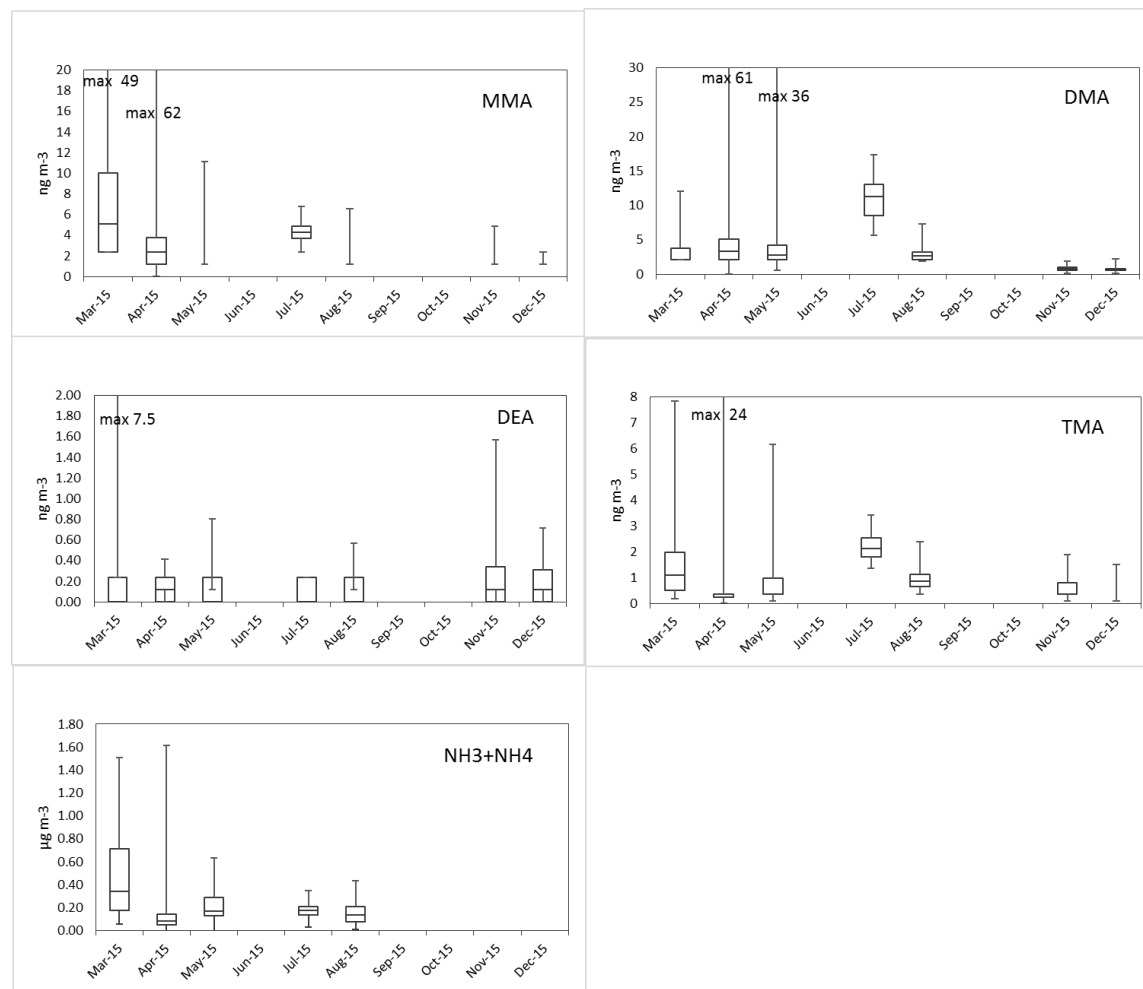 20
18
16
14
12
10
8
6
4
2
0
ng m-3
max 49
max 62
MMA
Mar-15 Apr-15 May-15 Jun-15 Jul-15 Aug-15 Sep-15 Oct-15 Nov-15 Dec-15
30
25
20
15
10
5
0
ng m-3
max 61
max 36
DMA
Mar-15 Apr-15 May-15 Jun-15 Jul-15 Aug-15 Sep-15 Oct-15 Nov-15 Dec-15
2.00
1.80
1.60
1.40
1.20
1.00
0.80
0.60
0.40
0.20
0.00
ng m-3
max 7.5
DEA
Mar-15 Apr-15 May-15 Jun-15 Jul-15 Aug-15 Sep-15 Oct-15 Nov-15 Dec-15
8
7
6
5
4
3
2
1
0
ng m-3
max 24
TMA
Mar-15 Apr-15 May-15 Jun-15 Jul-15 Aug-15 Sep-15 Oct-15 Nov-15 Dec-15
1.80
1.60
1.40
1.20
1.00
0.80
0.60
0.40
0.20
0.00
µg m-3
NH3+NH4
Mar-15 Apr-15 May-15 Jun-15 Jul-15 Aug-15 Sep-15 Oct-15 Nov-15 Dec-15